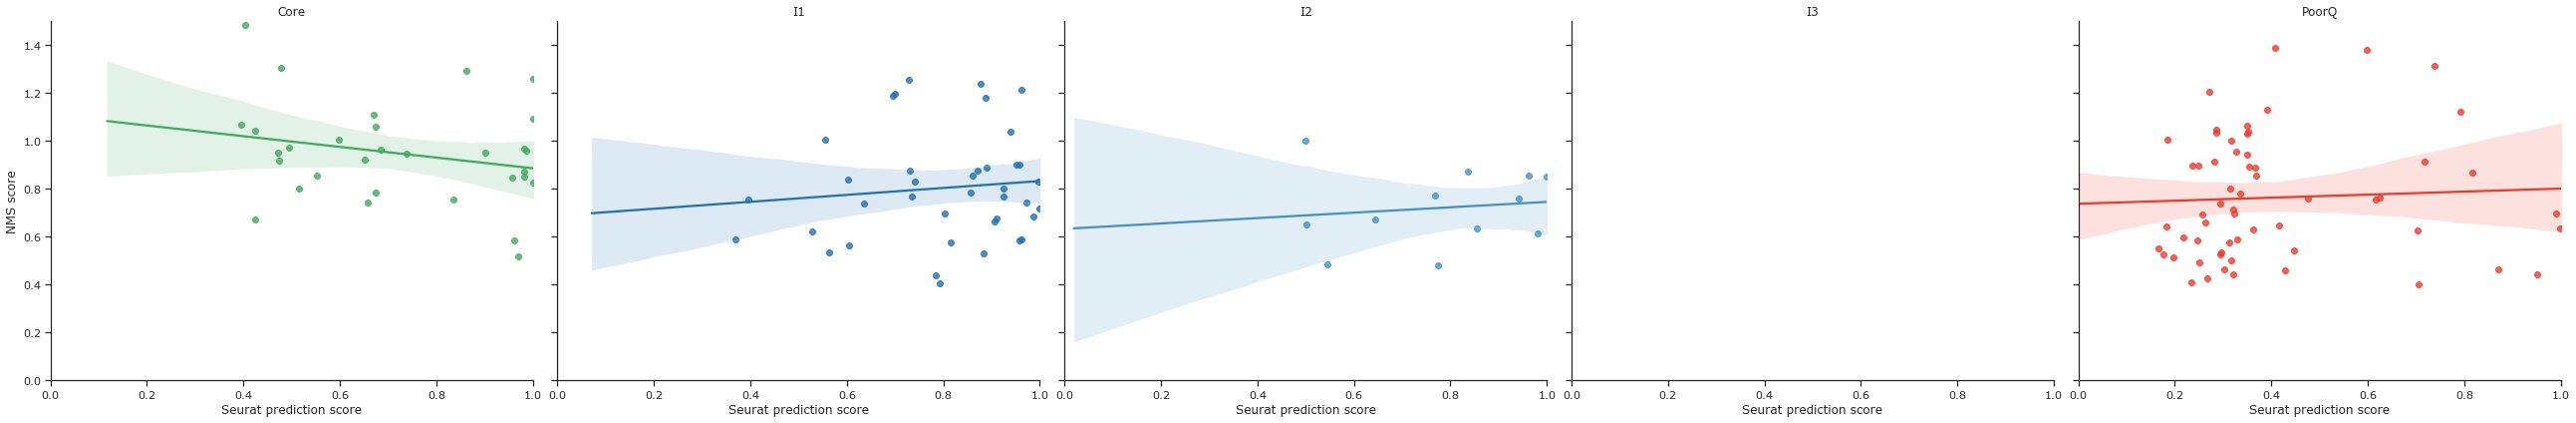 Core
I1
I2
I3
PoorQ
NMS score
1.4
1.2
1.0
0.8
0.6
0.4
0.2
0.0
0.0 0.2 0.4 0.6 0.8 1.0
0.0 0.2 0.4 0.6 0.8 1.0
0.0 0.2 0.4 0.6 0.8 1.0
0.0 0.2 0.4 0.6 0.8
0.0 0.2 0.4 0.6 0.8 1.0
Seurat prediction score
Seurat prediction score
Seurat prediction score
Seurat prediction score
Seurat prediction score